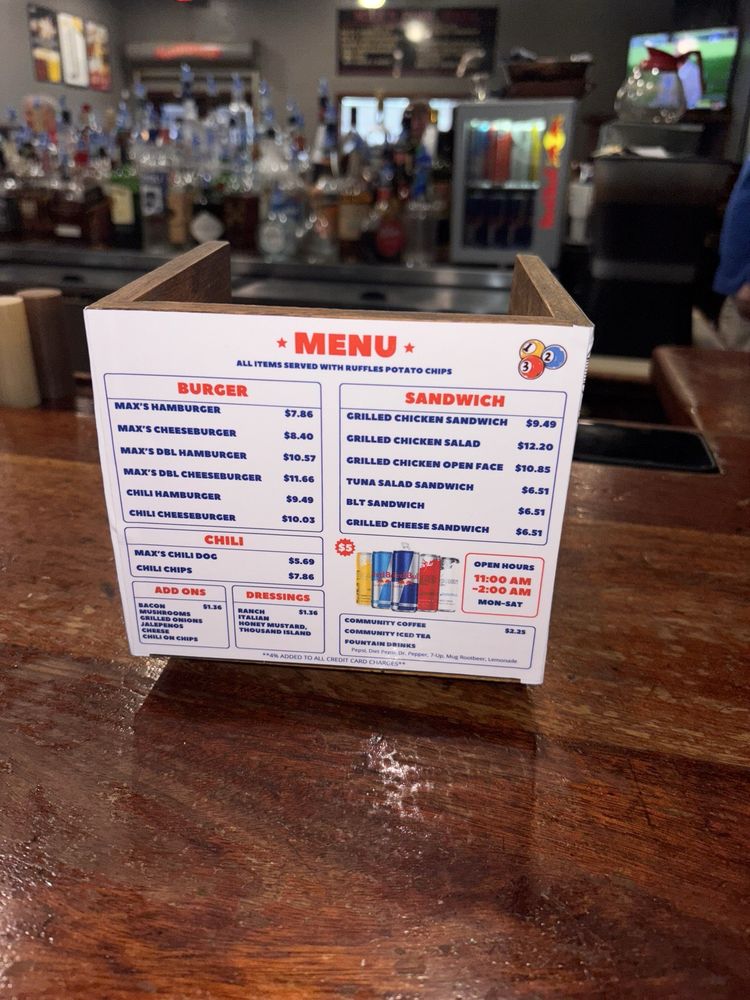 ★ MENU ★
ALL ITEMS SERVED WITH RUFFLES POTATO CHIPS
1 2
3
BURGER
MAX'S HAMBURGER $7.86
MAX'S CHEESEBURGER $8.40
MAX'S DBL HAMBURGER $10.57
MAX'S DBL CHEESEBURGER $11.66
CHILI HAMBURGER $9.49
CHILI CHEESEBURGER $10.03
CHILI
MAX'S CHILI DOG $5.69
CHILI CHIPS $7.86
ADD ONS
BACON $1.36
MUSHROOMS
GRILLED ONIONS
JALEPENOS
CHEESE
CHILI ON CHIPS
DRESSINGS
RANCH $1.36
ITALIAN
HONEY MUSTARD,
THOUSAND ISLAND
SANDWICH
GRILLED CHICKEN SANDWICH $9.49
GRILLED CHICKEN SALAD $12.20
GRILLED CHICKEN OPEN FACE $10.85
TUNA SALAD SANDWICH $6.51
BLT SANDWICH $6.51
GRILLED CHEESE SANDWICH $6.51
$5
Red Bull
OPEN HOURS
11:00 AM
-2:00 AM
MON-SAT
COMMUNITY COFFEE $2.25
COMMUNITY ICED TEA
FOUNTAIN DRINKS
Pepsi, Diet Pepsi, Dr. Pepper, 7-Up, Mug Rootbeer, Lemonade
**4% ADDED TO ALL CREDIT CARD CHARGES**
Red Bull